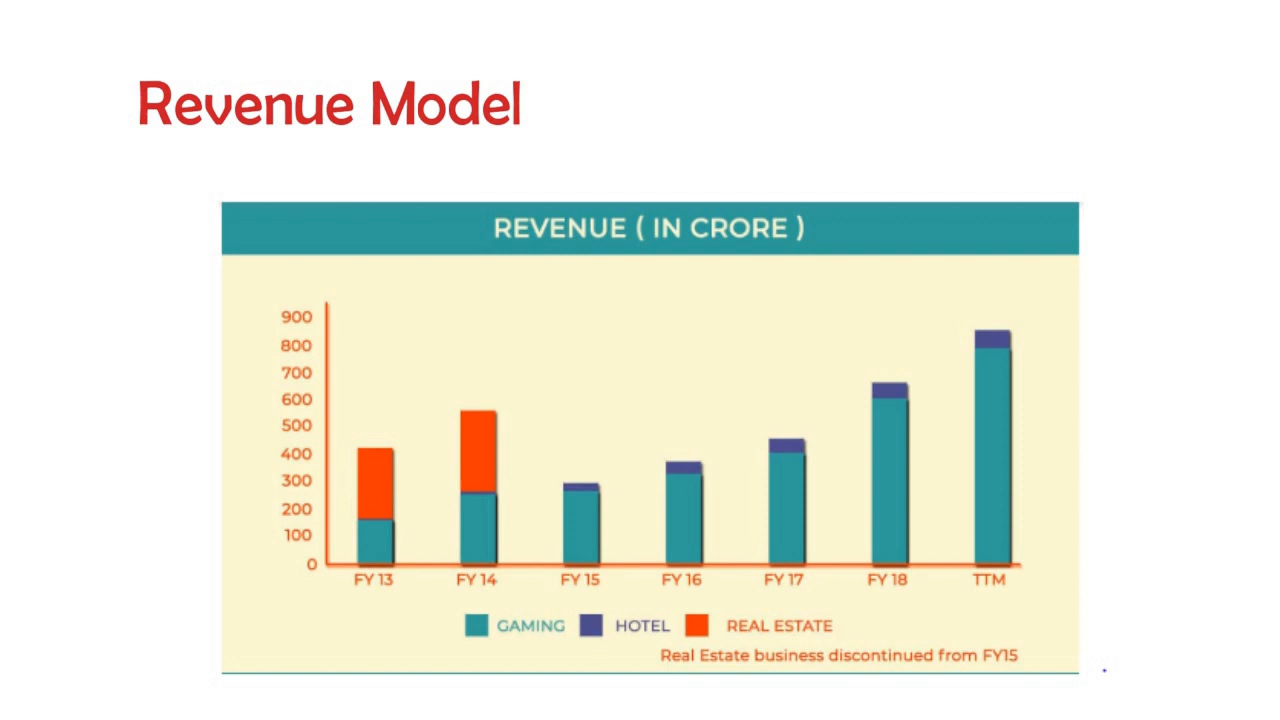 Revenue Model
REVENUE ( IN CRORE )
900
800
700
600
500
400
300
200
100
0
FY 13 FY 14 FY 15 FY 16 FY 17 FY 18 TTM
GAMING HOTEL REAL ESTATE
Real Estate business discontinued from FY15